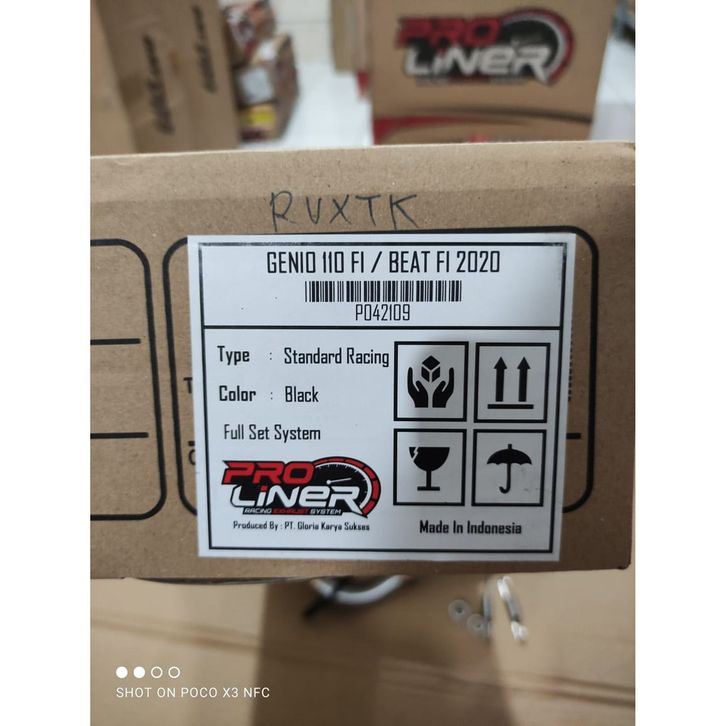 PRO
LINER
RVXTK
GENIO 110 FI / BEAT FI 2020
P042109
Type : Standard Racing
Color : Black
Full Set System
PRO
LINER
RACING EXHAUST SYSTEM
Produced By : PT. Gloria Karya Sukses
Made In Indonesia
SHOT ON POCO X3 NFC